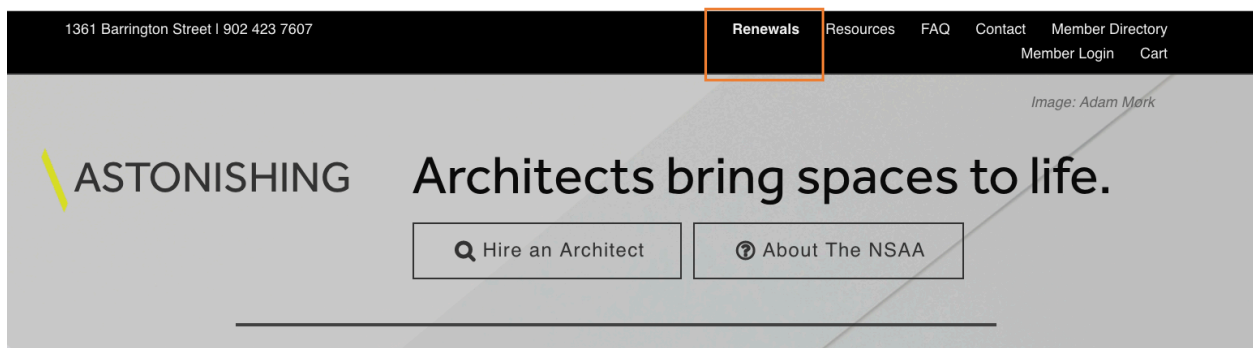 1361 Barrington Street | 902 423 7607
Renewals Resources FAQ Contact Member Directory
Member Login Cart
Image: Adam Mørk
ASTONISHING
Architects bring spaces to life.
Hire an Architect
About The NSAA